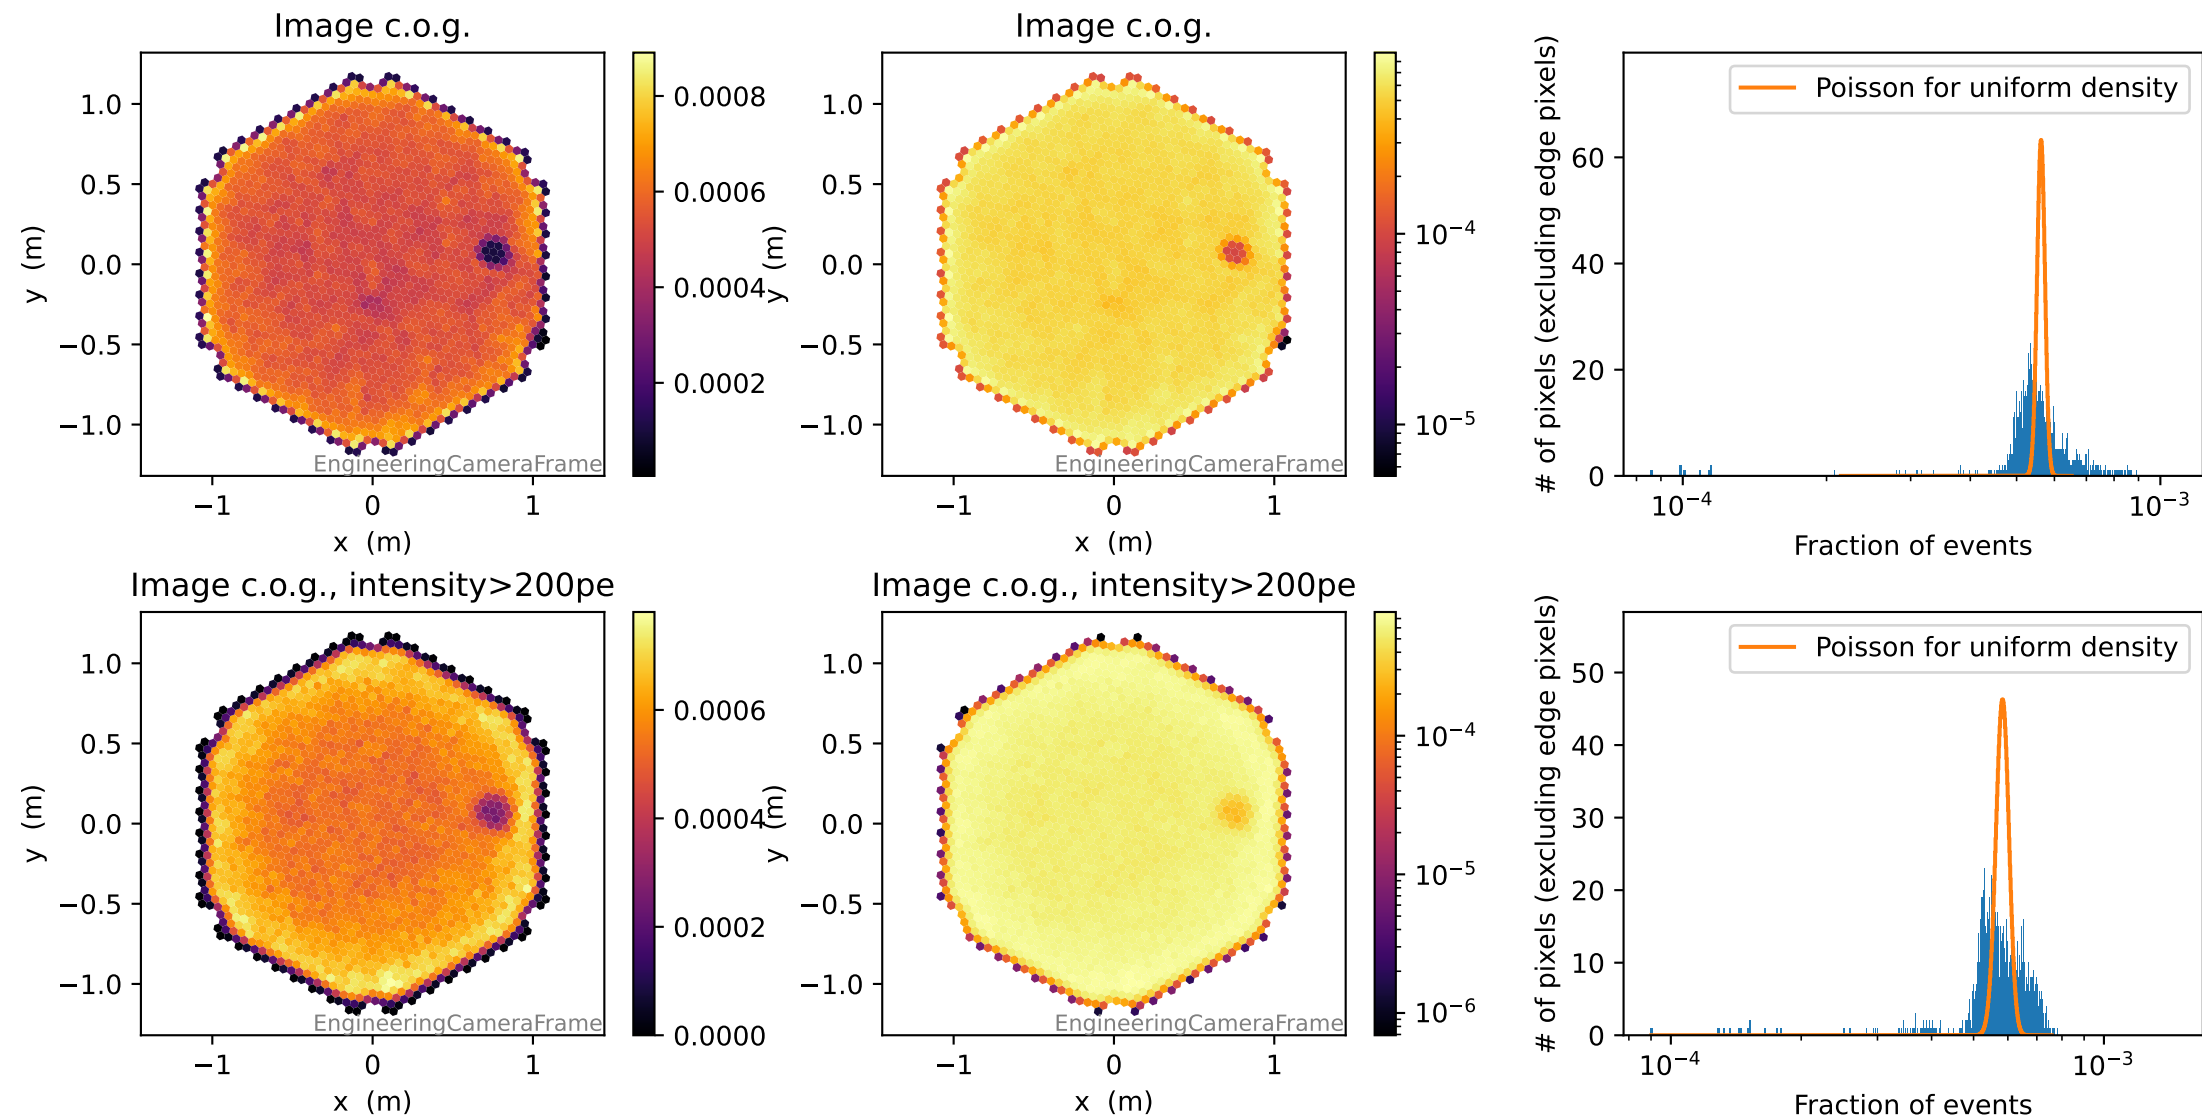 Image c.o.g.
1.0
0.5
0.0
−0.5
−1.0
y (m)
−1
0
1
x (m)
EngineeringCameraFrame
0.0008
0.0006
0.0004
0.0002
Image c.o.g.
1.0
0.5
0.0
−0.5
−1.0
y (m)
−1
0
1
x (m)
EngineeringCameraFrame
10⁻⁴
10⁻⁵
# of pixels (excluding edge pixels)
60
40
20
0
Poisson for uniform density
10⁻⁴
10⁻³
Fraction of events
Image c.o.g., intensity>200pe
1.0
0.5
0.0
−0.5
−1.0
y (m)
−1
0
1
x (m)
EngineeringCameraFrame
0.0006
0.0004
0.0002
0.0000
Image c.o.g., intensity>200pe
1.0
0.5
0.0
−0.5
−1.0
y (m)
−1
0
1
x (m)
EngineeringCameraFrame
10⁻⁴
10⁻⁵
10⁻⁶
# of pixels (excluding edge pixels)
50
40
30
20
10
0
Poisson for uniform density
10⁻⁴
10⁻³
Fraction of events